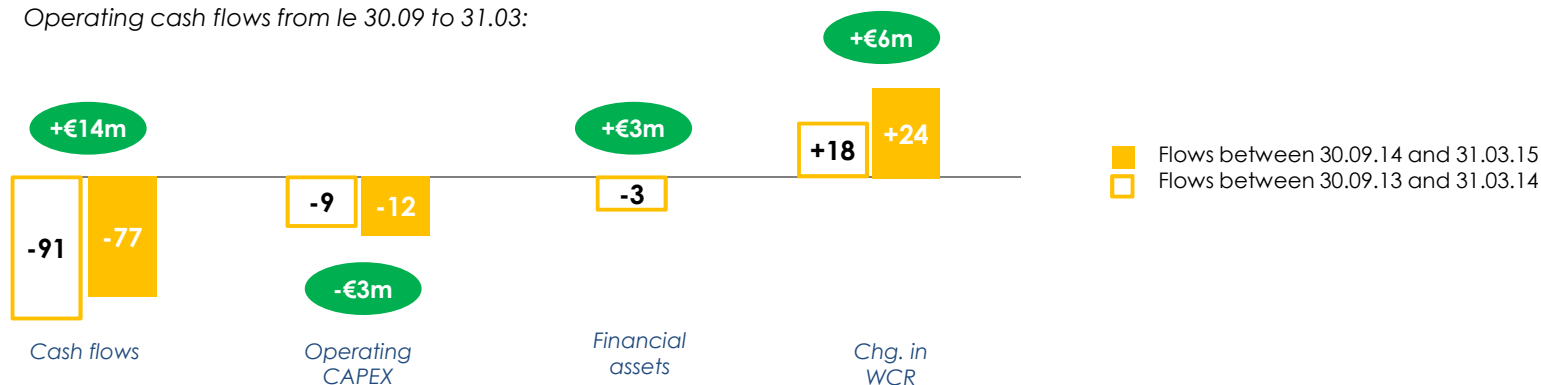 Operating cash flows from le 30.09 to 31.03:
+€14m
+€3m
+€6m
-91
-77
-9
-12
-3
+18
+24
-€3m
Cash flows
Operating
CAPEX
Financial
assets
Chg. in
WCR
Flows between 30.09.14 and 31.03.15
Flows between 30.09.13 and 31.03.14